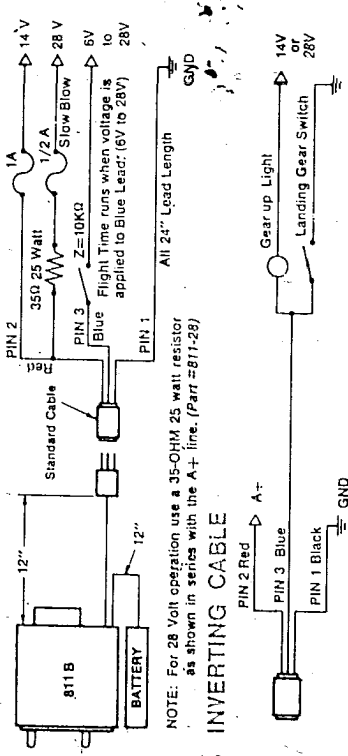 811 B
BATTERY
12"
12"
Standard Cable
PIN 2
Red
1A
14 V
35Ω 25 Watt
1/2 A
Slow Blow
28 V
PIN 3
Blue
Z=10KΩ
6V
to
28V
Flight Time runs when voltage is
applied to Blue Lead: (6V to 28V)
PIN 1
All 24" Lead Length
GND
NOTE: For 28 Volt operation use a 35-OHM 25 watt resistor
as shown in series with the A+ line. (Part #811-28)
INVERTING CABLE
PIN 2 Red
A+
PIN 3 Blue
PIN 1 Black
GND
Gear up Light
14V
or
28V
Landing Gear Switch